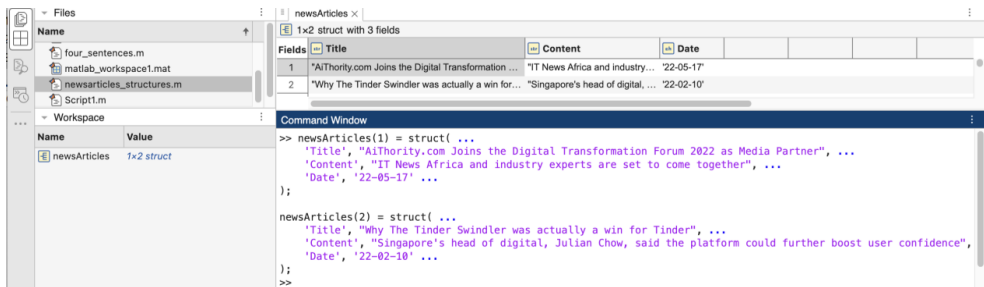 Files
Name
four_sentences.m
matlab_workspace1.mat
newsarticles_structures.m
Script1.m
Workspace
Name Value
newsArticles 1×2 struct
newsArticles
1×2 struct with 3 fields
Fields Title Content Date
1 "AiThority.com Joins the Digital Transformation ... "IT News Africa and industry... '22-05-17'
2 "Why The Tinder Swindler was actually a win for... "Singapore's head of digital, ... '22-02-10'
Command Window
>> newsArticles(1) = struct( ...
'Title', "AiThority.com Joins the Digital Transformation Forum 2022 as Media Partner", ...
'Content', "IT News Africa and industry experts are set to come together", ...
'Date', '22-05-17' ...
);
newsArticles(2) = struct( ...
'Title', "Why The Tinder Swindler was actually a win for Tinder", ...
'Content', "Singapore's head of digital, Julian Chow, said the platform could further boost user confidence",
'Date', '22-02-10' ...
);
>>